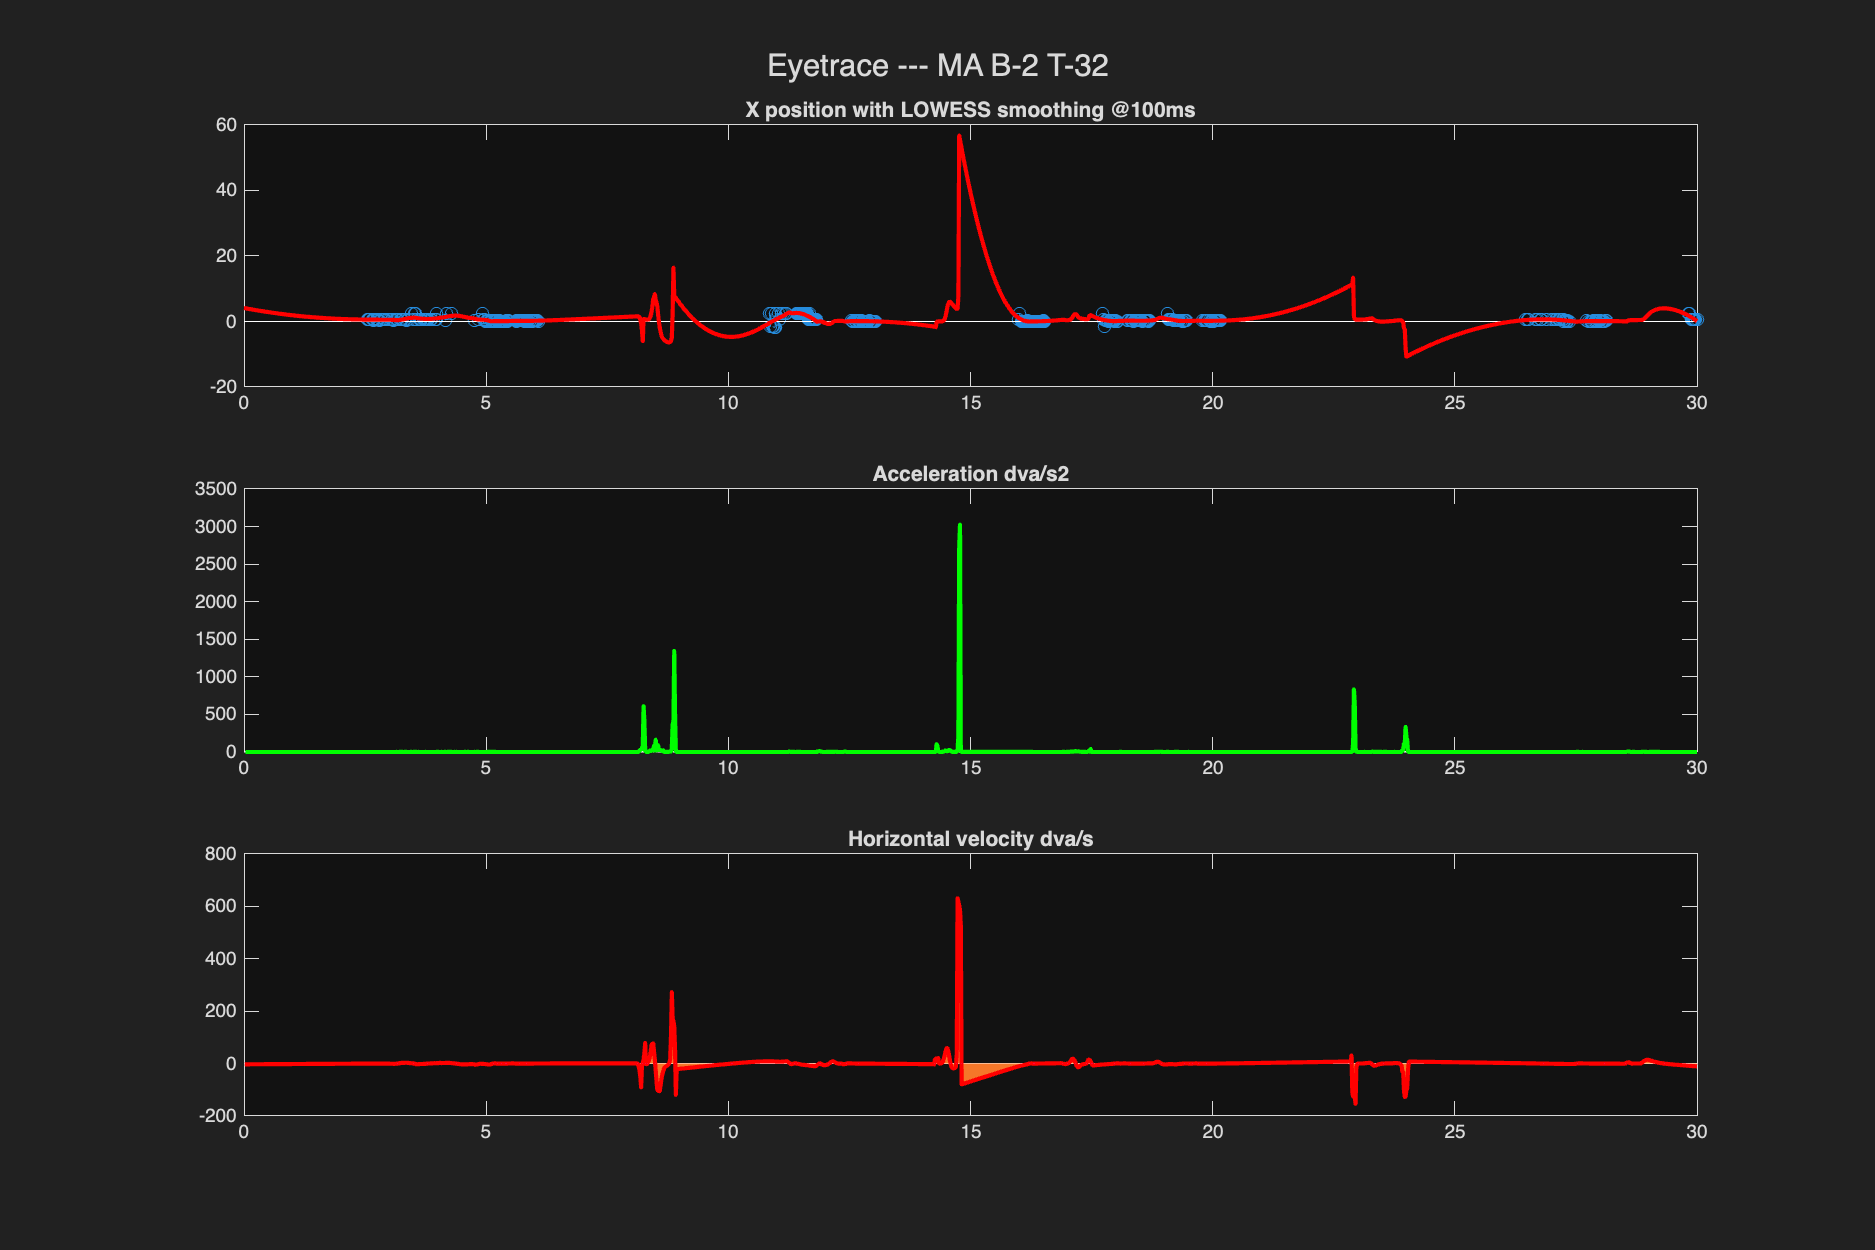 Eyetrace --- MA B-2 T-32
X position with LOWESS smoothing @100ms
60
40
20
0
-20
0 5 10 15 20 25 30
Acceleration dva/s2
3500
3000
2500
2000
1500
1000
500
0
0 5 10 15 20 25 30
Horizontal velocity dva/s
800
600
400
200
0
-200
0 5 10 15 20 25 30